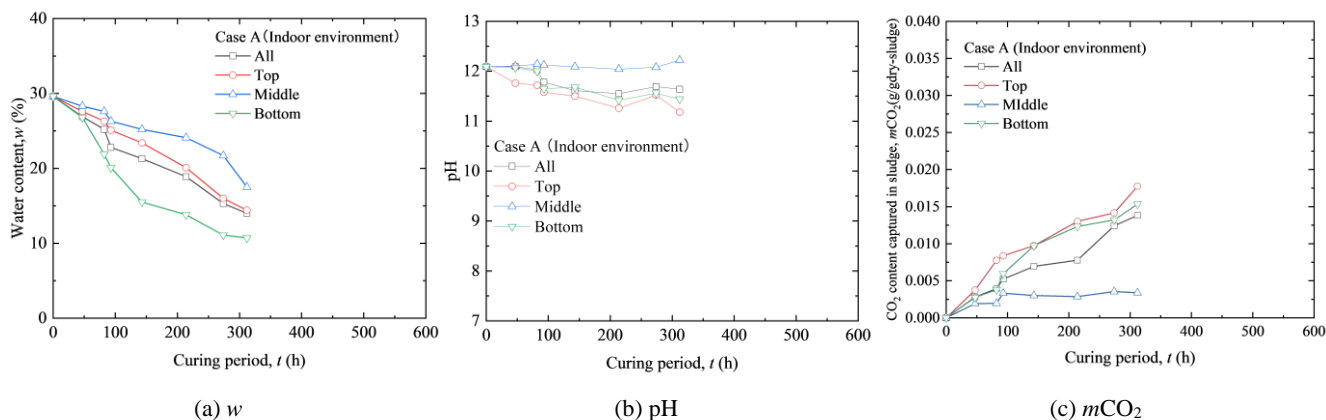 40
30
20
10
0
Water content,w (%)
Case A（Indoor environment）
All
Top
Middle
Bottom
0 100 200 300 400 500 600
Curing period, t (h)
(a) w
13
12
11
10
9
8
7
pH
Case A（Indoor environment）
All
Top
Middle
Bottom
0 100 200 300 400 500 600
Curing period, t (h)
(b) pH
0.040
0.035
0.030
0.025
0.020
0.015
0.010
0.005
0.000
CO₂ content captured in sludge, mCO₂(g/gdry-sludge)
Case A (Indoor environment)
All
Top
MIddle
Bottom
0 100 200 300 400 500 600
Curing period, t (h)
(c) mCO₂